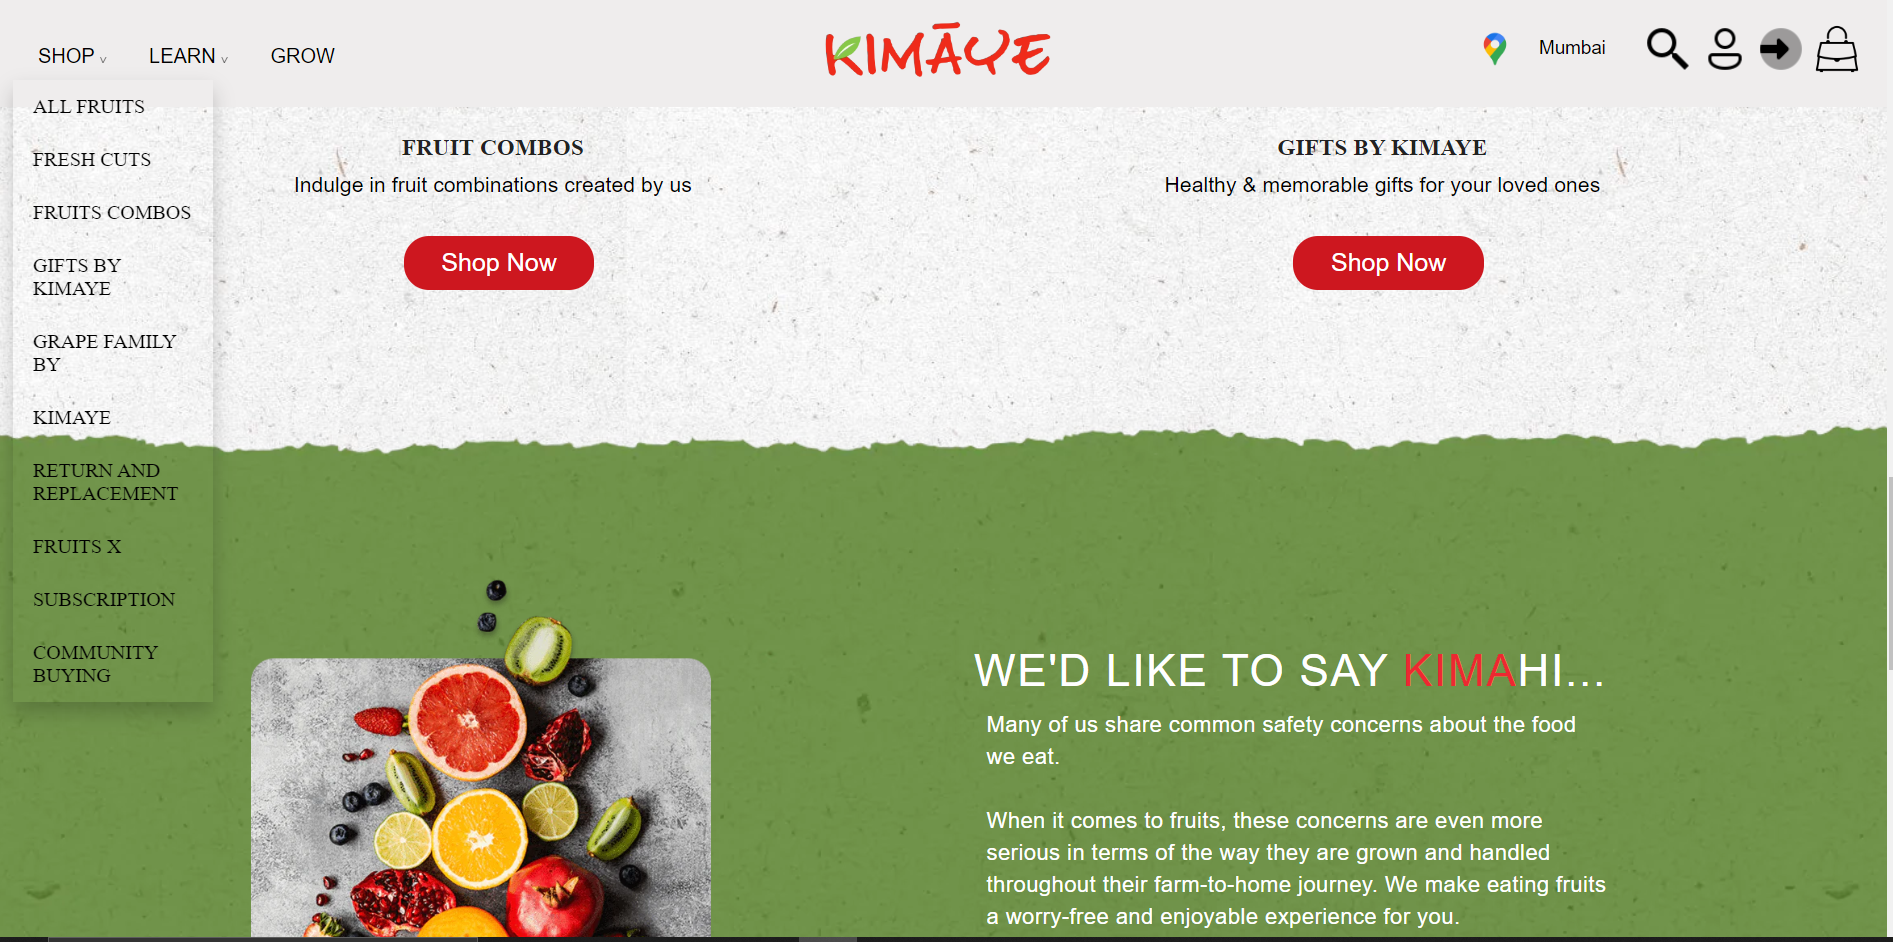 SHOP v
LEARN v
GROW
KIMĀYE
Mumbai
ALL FRUITS
FRESH CUTS
FRUITS COMBOS
GIFTS BY
KIMAYE
GRAPE FAMILY
BY
KIMAYE
RETURN AND
REPLACEMENT
FRUITS X
SUBSCRIPTION
COMMUNITY
BUYING
FRUIT COMBOS
Indulge in fruit combinations created by us
Shop Now
GIFTS BY KIMAYE
Healthy & memorable gifts for your loved ones
Shop Now
WE'D LIKE TO SAY KIMAHI...
Many of us share common safety concerns about the food
we eat.
When it comes to fruits, these concerns are even more
serious in terms of the way they are grown and handled
throughout their farm-to-home journey. We make eating fruits
a worry-free and enjoyable experience for you.